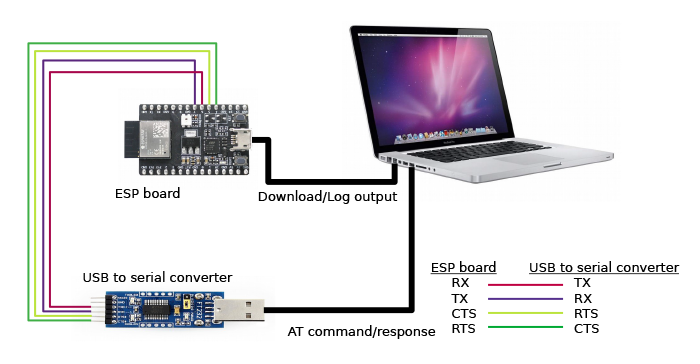 ESP board
Download/Log output
USB to serial converter
AT command/response
ESP board USB to serial converter
RX TX
TX RX
CTS RTS
RTS CTS